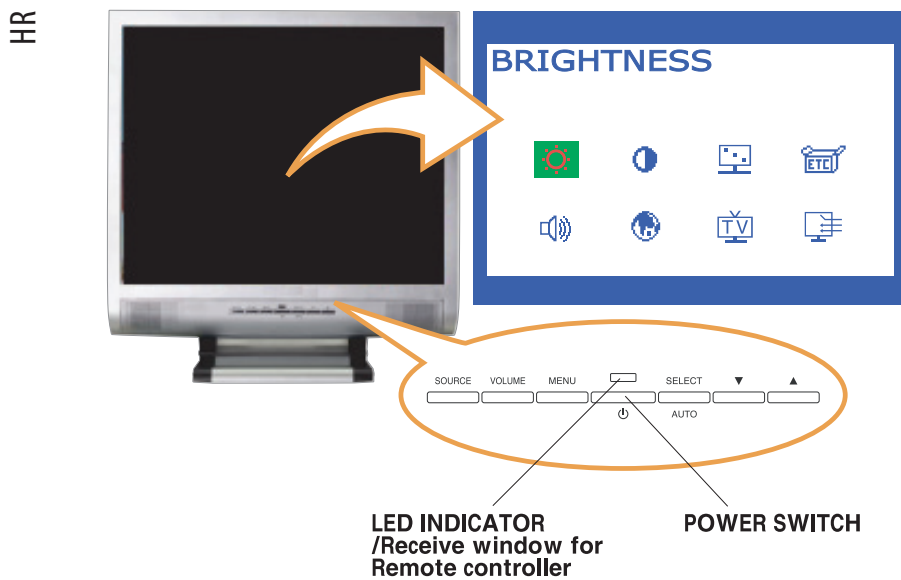 HR
BRIGHTNESS
ETC
TV
SOURCE VOLUME MENU SELECT ▼ ▲
AUTO
LED INDICATOR
/Receive window for
Remote controller
POWER SWITCH